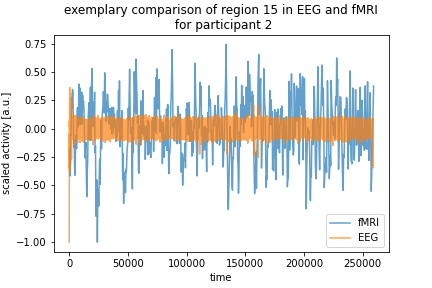 exemplary comparison of region 15 in EEG and fMRI
for participant 2
scaled activity [a.u.]
0.75
0.50
0.25
0.00
−0.25
−0.50
−0.75
−1.00
fMRI
EEG
0 50000 100000 150000 200000 250000
time